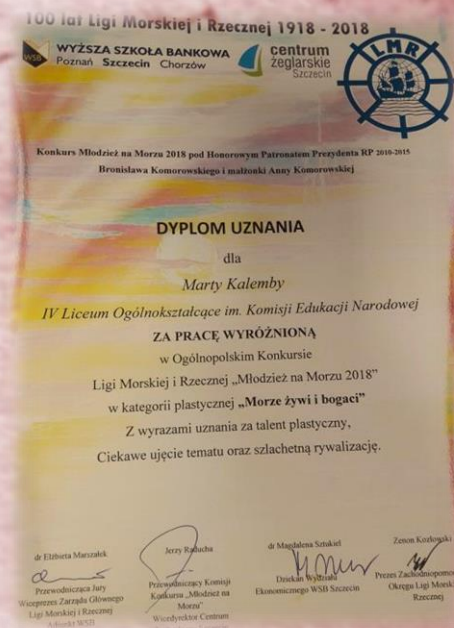 100 lat Ligi Morskiej i Rzecznej 1918 - 2018
WSB
WYŻSZA SZKOŁA BANKOWA
Poznań Szczecin Chorzów
centrum
żeglarskie
Szczecin
LMR
Konkurs Młodzież na Morzu 2018 pod Honorowym Patronatem Prezydenta RP 2010-2015
Bronisława Komorowskiego i małżonki Anny Komorowskiej
DYPLOM UZNANIA
dla
Marty Kalemby
IV Liceum Ogólnokształcące im. Komisji Edukacji Narodowej
ZA PRACĘ WYRÓŻNIONĄ
w Ogólnopolskim Konkursie
Ligi Morskiej i Rzecznej „Młodzież na Morzu 2018”
w kategorii plastycznej „Morze żywi i bogaci”
Z wyrazami uznania za talent plastyczny,
Ciekawe ujęcie tematu oraz szlachetną rywalizację.
dr Elżbieta Marszałek
Przewodnicząca Jury
Wiceprezes Zarządu Głównego
Ligi Morskiej i Rzecznej
Adiunkt WSB
Jerzy Raducha
Przewodniczący Komisji
Konkursu „Młodzież na
Morzu”
Wicedyrektor Centrum
dr Magdalena Sztukiel
Dziekan Wydziału
Ekonomicznego WSB Szczecin
Zenon Kozłowski
Prezes Zachodniopomor
Okręgu Ligi Morsk
Rzecznej